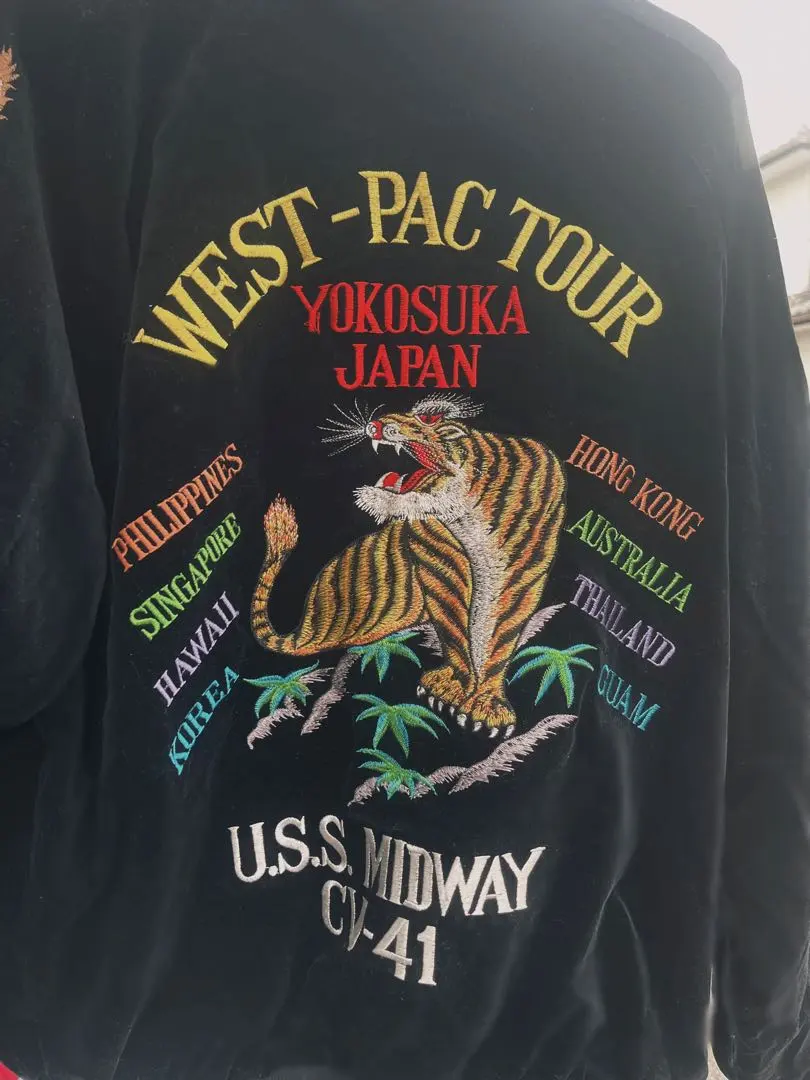 WEST-PAC TOUR
YOKOSUKA
JAPAN
PHILIPPINES
SINGAPORE
HAWAII
KOREA
HONG KONG
AUSTRALIA
THAILAND
GUAM
U.S.S. MIDWAY
CV-41